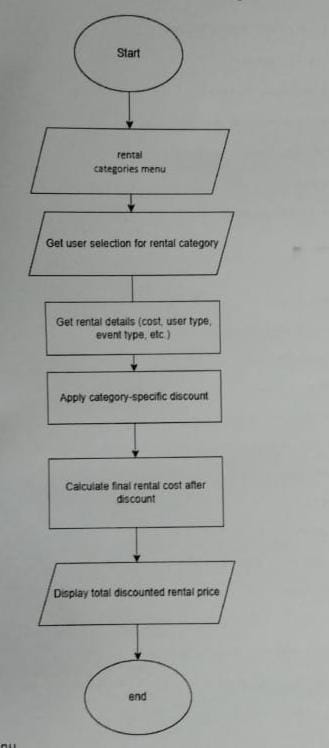 Start
rental
categories menu
Get user selection for rental category
Get rental details (cost, user type,
event type, etc.)
Apply category-specific discount
Calculate final rental cost after
discount
Display total discounted rental price
end